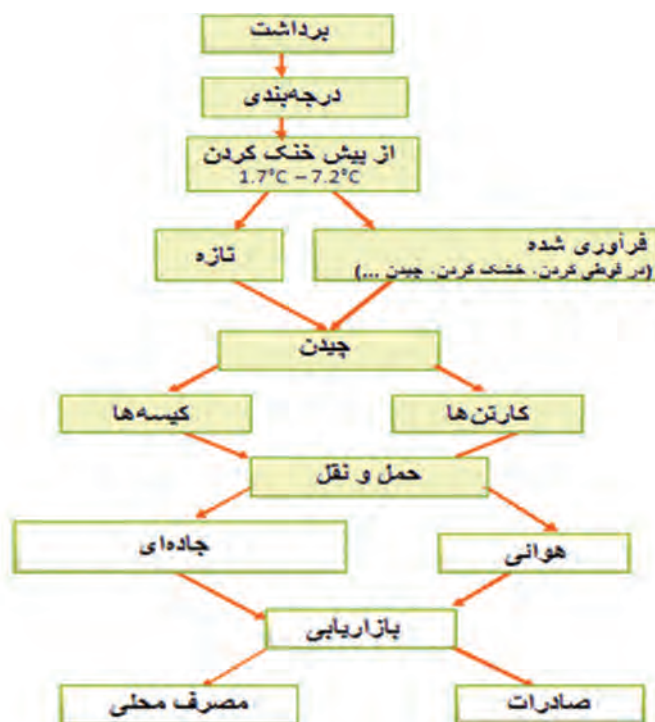 برداشت
درجه‌بندی
از پیش خنک کردن
1.7°C – 7.2°C
فرآوری شده
(در قوطی کردن، خشک کردن، چیدن ...)
تازه
چیدن
کارتن‌ها
کیسه‌ها
حمل و نقل
هوائی
جاده‌ای
بازاریابی
صادرات
مصرف محلی